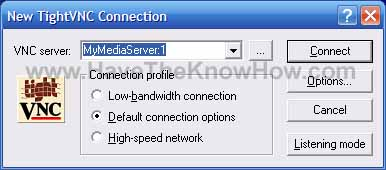 New TightVNC Connection
VNC server: MyMediaServer:1 ... Connect
www.HaveTheKnowHow.com
Connection profile Options...
VNC
Low-bandwidth connection
Default connection options Cancel
High-speed network Listening mode